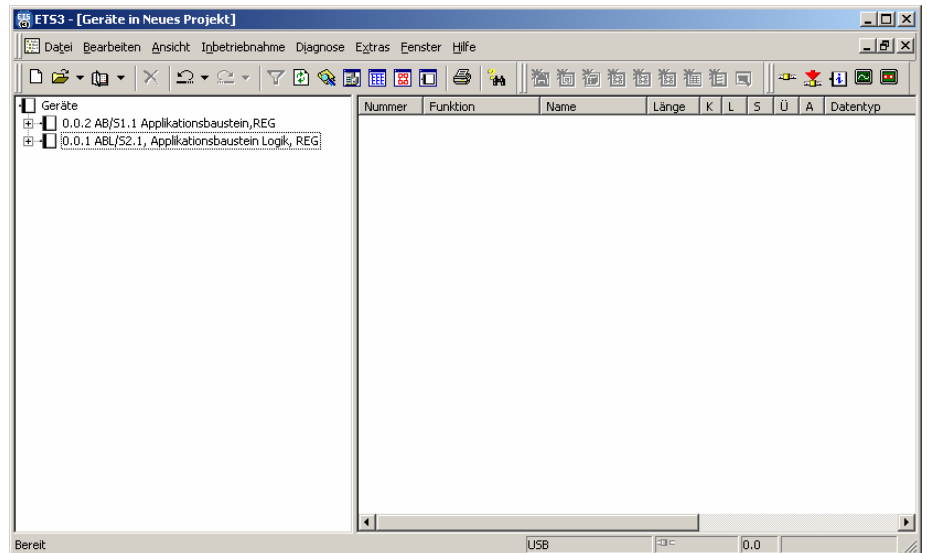 ETS3 - [Geräte in Neues Projekt]
Datei Bearbeiten Ansicht Inbetriebnahme Diagnose Extras Fenster Hilfe
Geräte
Nummer Funktion Name Länge K L S Ü A Datentyp
0.0.2 AB/S1.1 Applikationsbaustein,REG
0.0.1 ABL/S2.1, Applikationsbaustein Logik, REG
Bereit USB 0.0